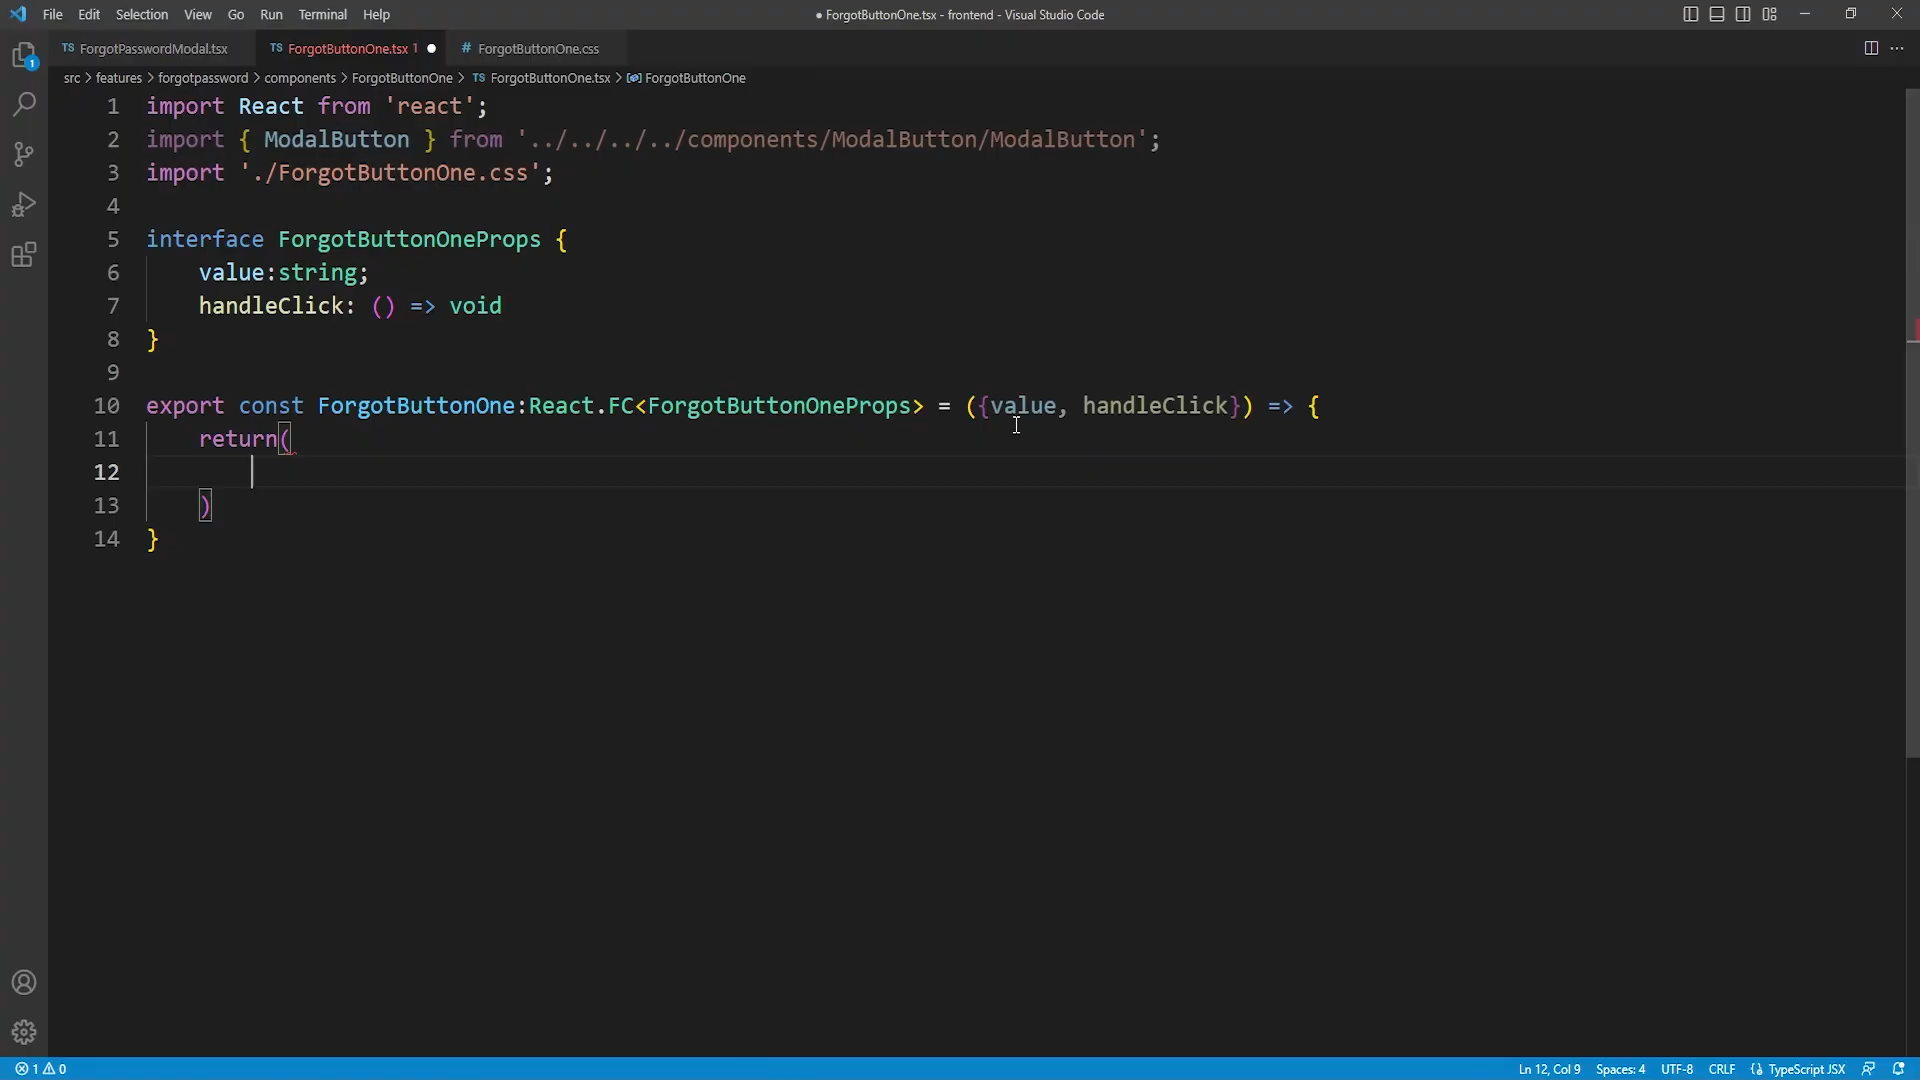 File Edit Selection View Go Run Terminal Help
● ForgotButtonOne.tsx - frontend - Visual Studio Code
TS ForgotPasswordModal.tsx
TS ForgotButtonOne.tsx 1 ●
# ForgotButtonOne.css
src > features > forgotpassword > components > ForgotButtonOne > TS ForgotButtonOne.tsx > ForgotButtonOne
1 import React from 'react';
2 import { ModalButton } from '../../../../components/ModalButton/ModalButton';
3 import './ForgotButtonOne.css';
4
5 interface ForgotButtonOneProps {
6     value:string;
7     handleClick: () => void
8 }
9
10 export const ForgotButtonOne:React.FC<ForgotButtonOneProps> = ({value, handleClick}) => {
11     return(
12
13     )
14 }
1
1 0
Ln 12, Col 9 Spaces: 4 UTF-8 CRLF {} TypeScript JSX